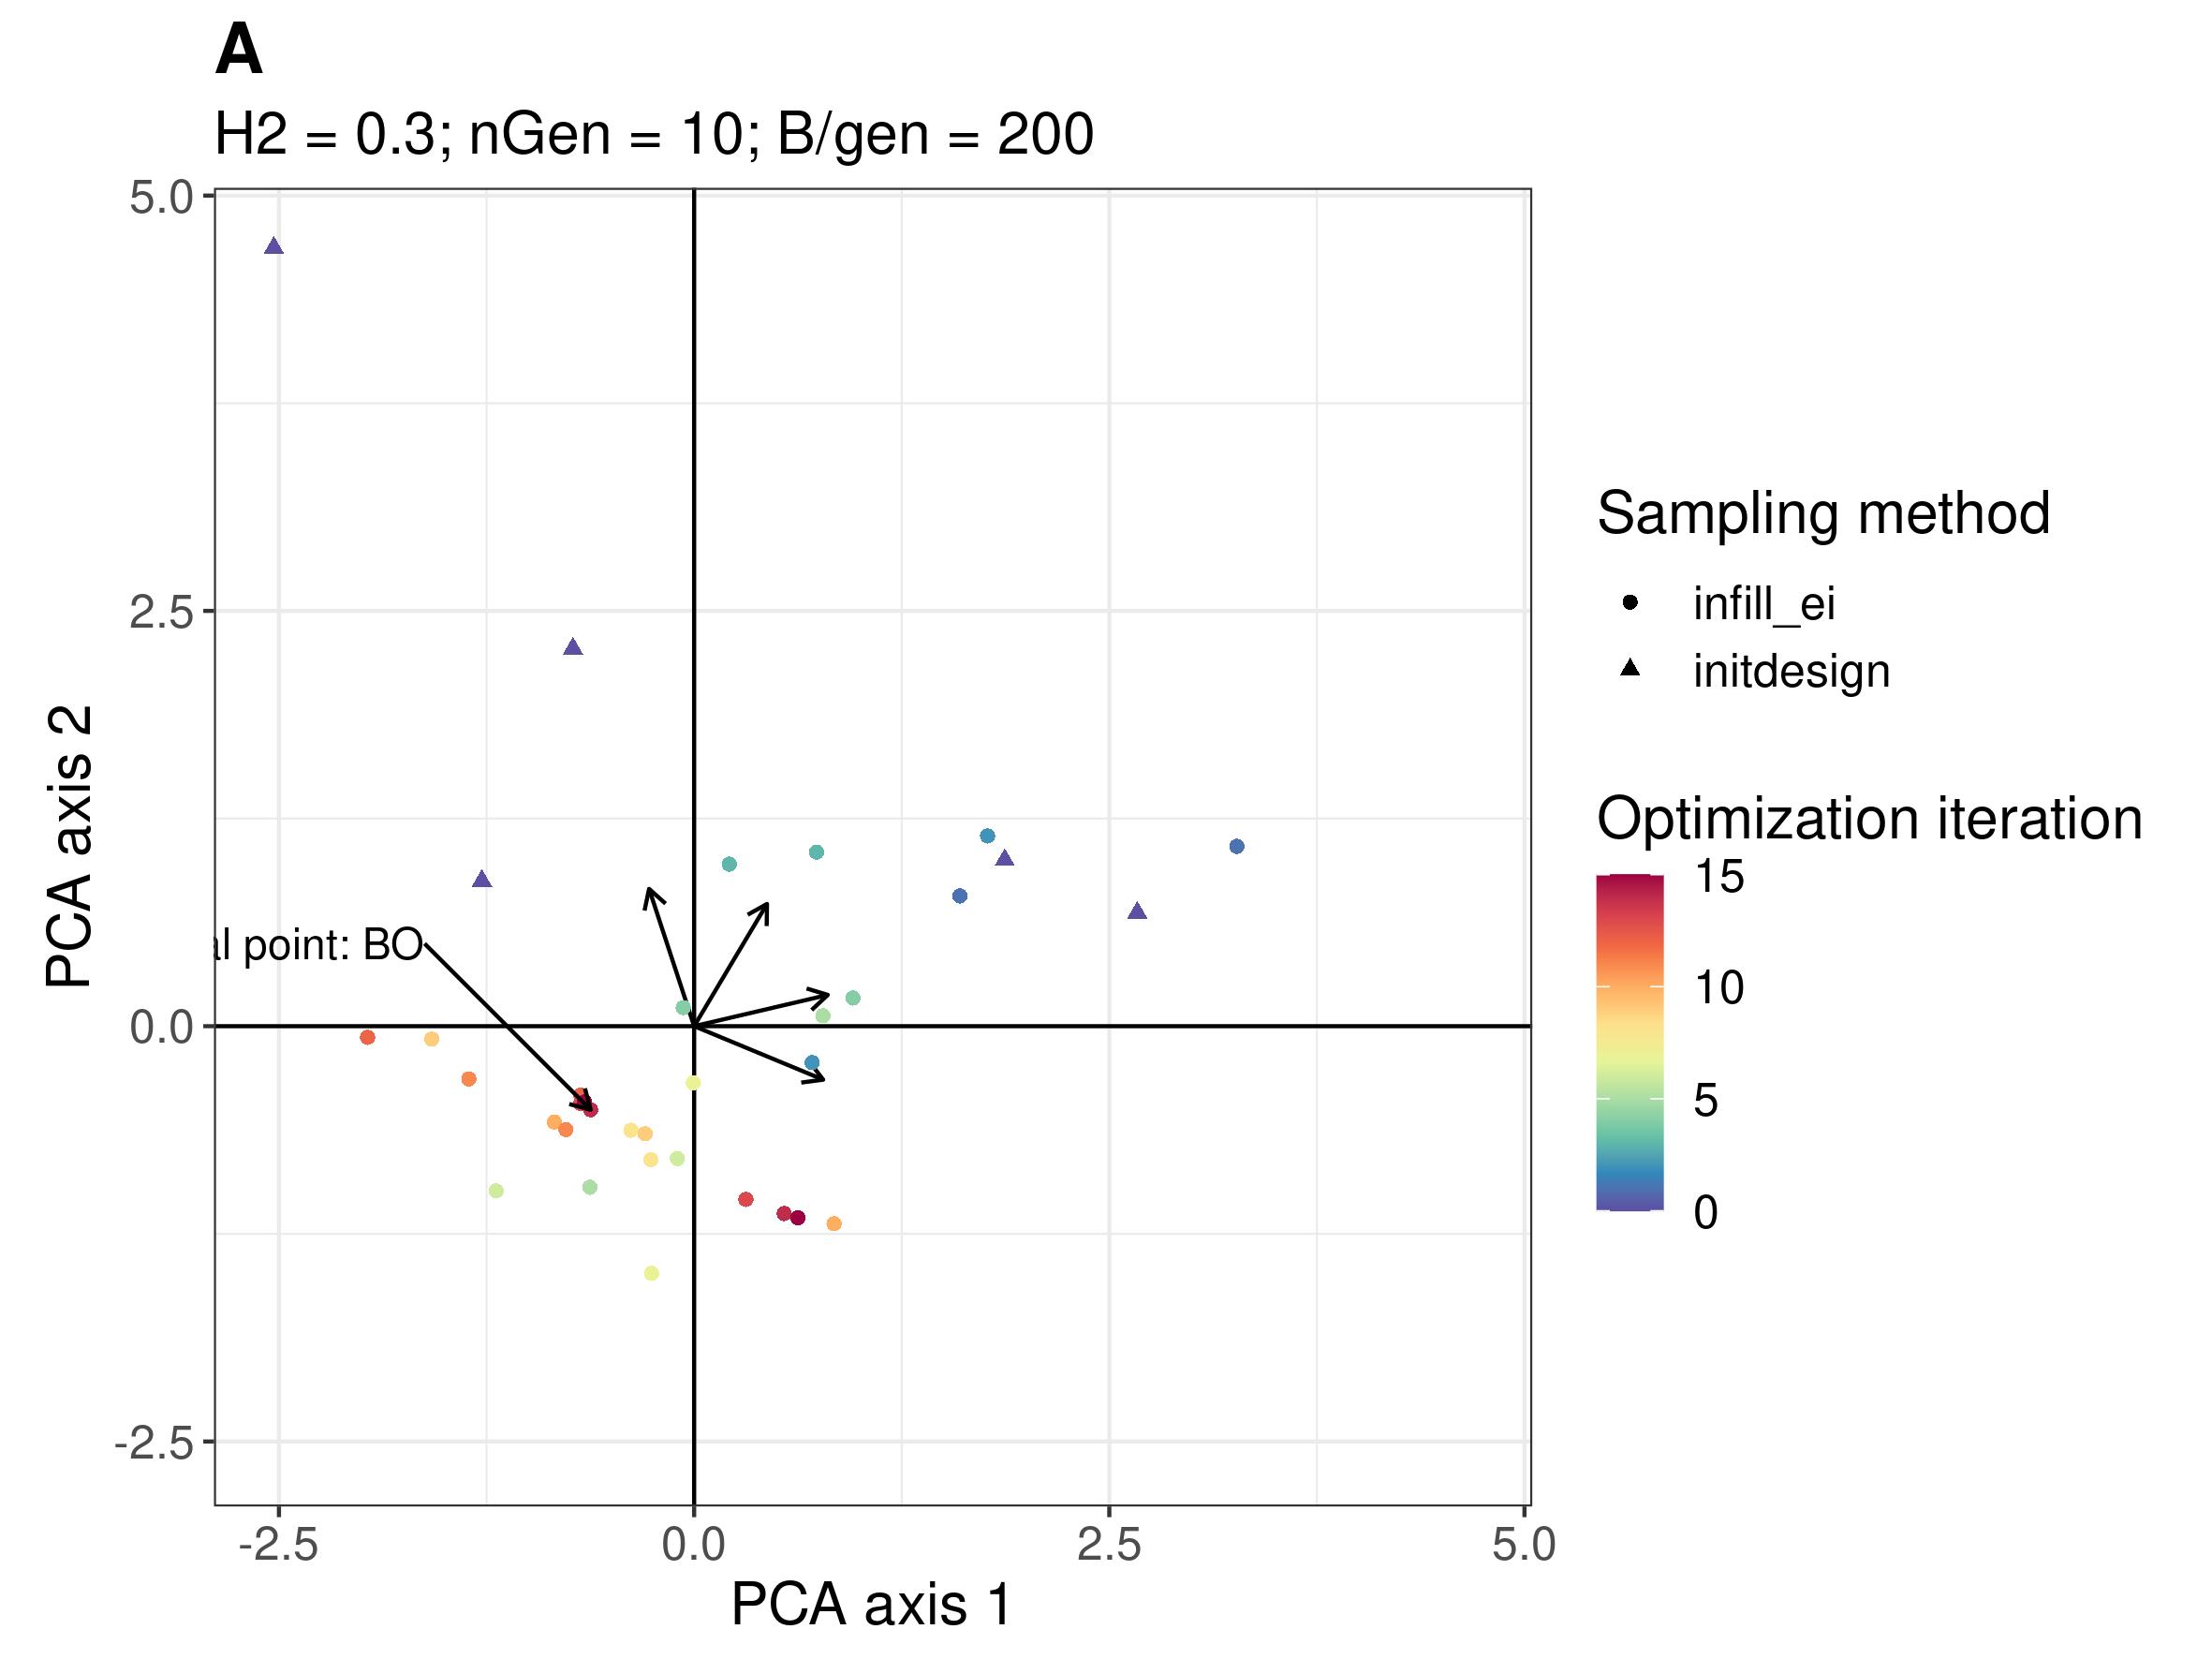 A
H2 = 0.3; nGen = 10; B/gen = 200
5.0
2.5
0.0
-2.5
PCA axis 2
point: BO
-2.5
0.0
2.5
5.0
PCA axis 1
Sampling method
infill_ei
initdesign
Optimization iteration
15
10
5
0